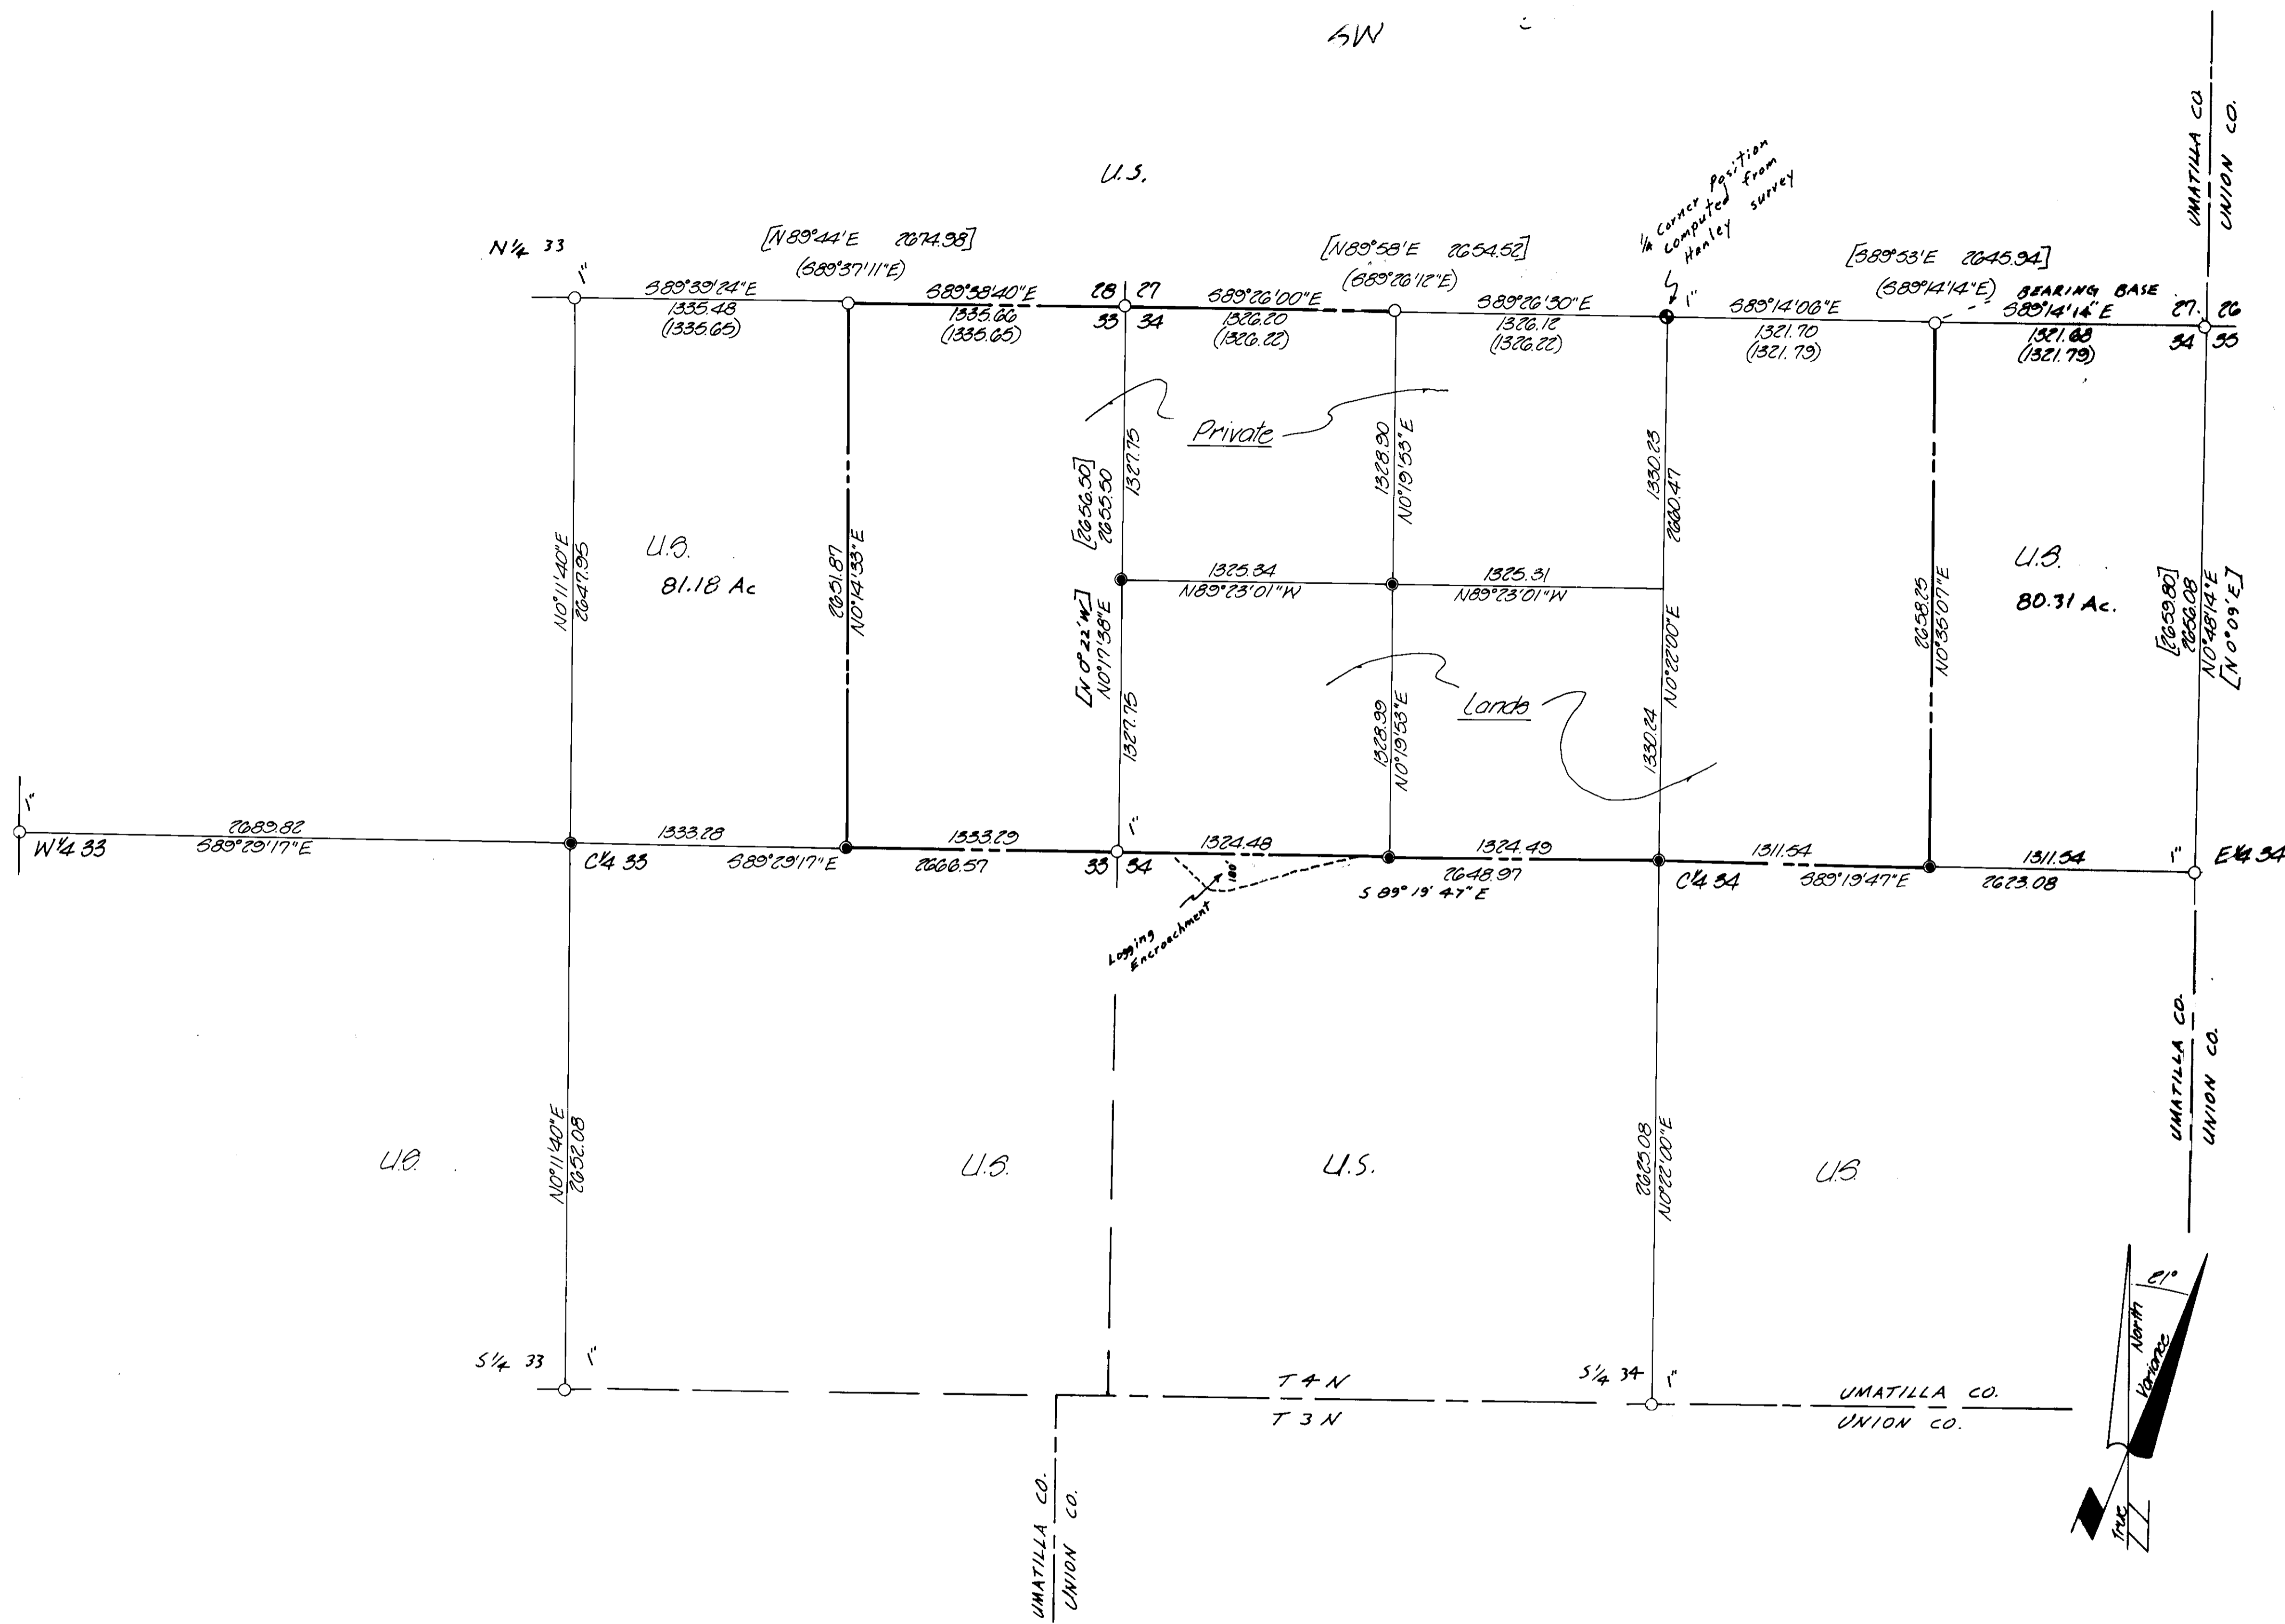 SW
U.S.
UMATILLA CO.
UNION CO.
1/4 Corner Position
computed from
Hanley survey
N 1/4 33
1"
[N89°44'E 2674.98]
(S89°37'11"E)
[N89°58'E 2654.52]
(S89°26'12"E)
[S89°53'E 2645.94]
(S89°14'14"E)
BEARING BASE
S89°39'24"E
1335.48
(1335.65)
S89°38'40"E
1335.66
(1335.65)
28 27
33 34
S89°26'00"E
1326.20
(1326.22)
S89°26'30"E
1326.12
(1326.22)
1"
S89°14'06"E
1321.70
(1321.79)
S89°14'14"E
1321.68
(1321.79)
27 26
34 35
Private
N0°11'40"E
2647.95
U.S.
81.18 Ac
2651.87
N0°14'33"E
[2656.50]
2655.50
1327.75
[N0°22'W]
N0°17'38"E
1327.75
1328.90
N0°19'53"E
1330.23
2660.47
1325.34
N89°23'01"W
1325.31
N89°23'01"W
N0°22'00"E
1330.24
1328.99
N0°19'53"E
Lands
2658.25
N0°35'07"E
U.S.
80.31 Ac.
[2659.80]
2656.08
N0°48'14"E
[N0°09'E]
1"
W 1/4 33
2689.82
S89°29'17"E
C 1/4 33
1333.28
S89°29'17"E
1333.29
2666.57
1"
33 34
1324.48
180'
Logging
Encroachment
1324.49
2648.97
S 89° 19' 47" E
C 1/4 34
1311.54
S89°19'47"E
1311.54
2623.08
1"
E 1/4 34
N0°11'40"E
2652.08
2625.08
N0°22'00"E
UMATILLA CO.
UNION CO.
U.S.
U.S.
U.S.
U.S.
S 1/4 33
1"
S 1/4 34
1"
T 4 N
T 3 N
UMATILLA CO.
UNION CO.
UMATILLA CO.
UNION CO.
21°
True North
Variance